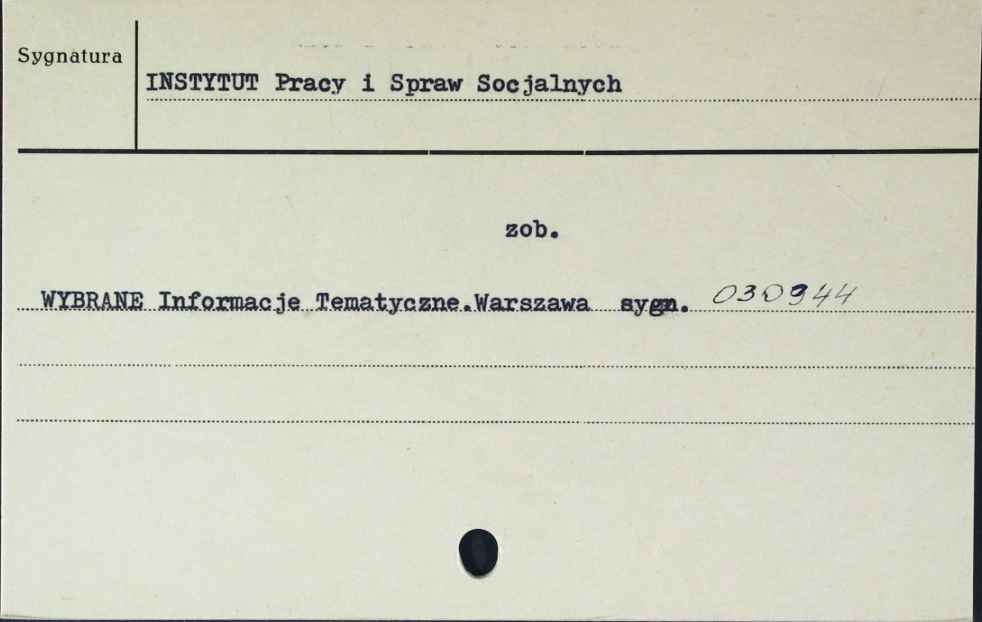 Sygnatura
INSTYTUT Pracy i Spraw Socjalnych
zob.
WYBRANE Informacje Tematyczne.Warszawa sygn. 030944